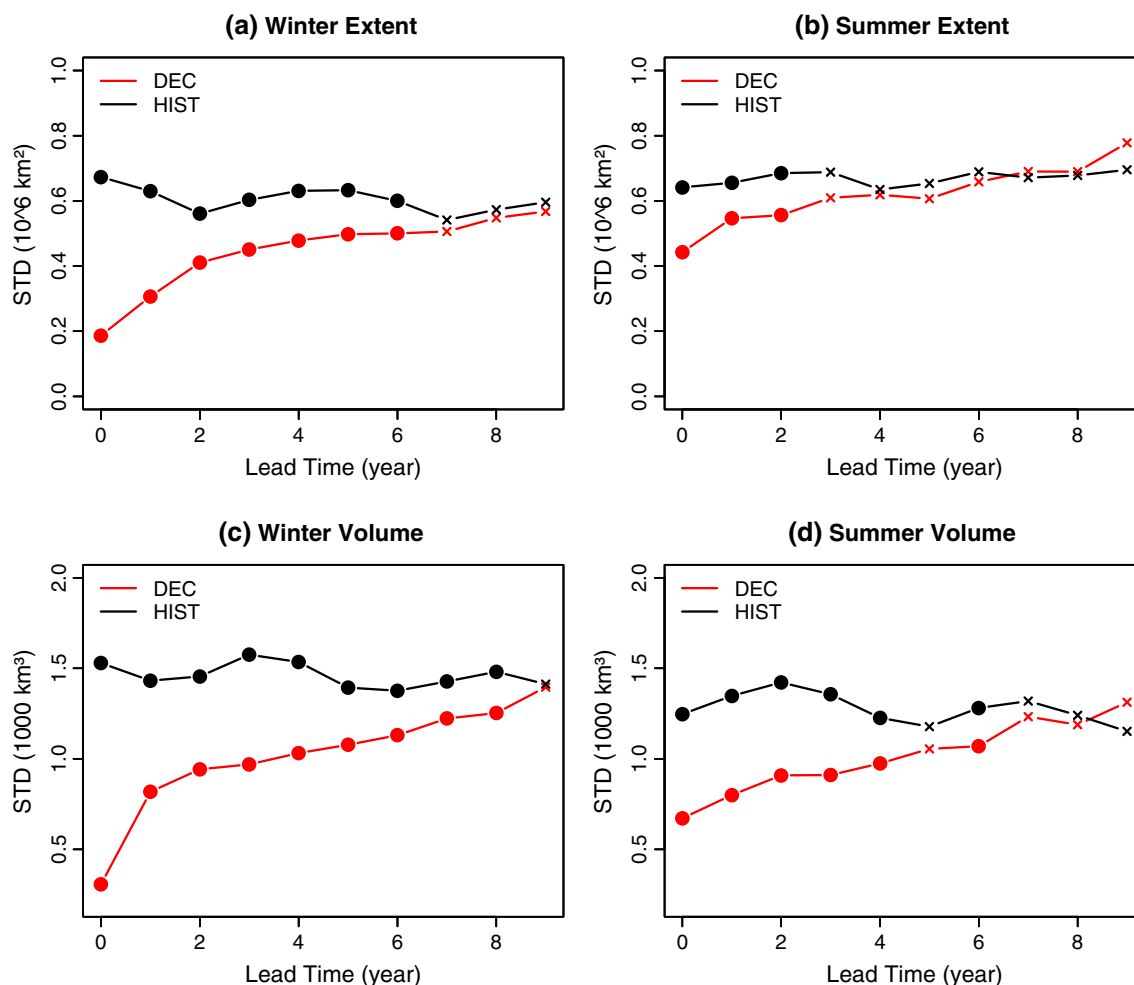 (a) Winter Extent
DEC
HIST
STD (10^6 km²)
0.0 0.2 0.4 0.6 0.8 1.0
0 2 4 6 8
Lead Time (year)
(b) Summer Extent
DEC
HIST
STD (10^6 km²)
0.0 0.2 0.4 0.6 0.8 1.0
0 2 4 6 8
Lead Time (year)
(c) Winter Volume
DEC
HIST
STD (1000 km³)
0.5 1.0 1.5 2.0
0 2 4 6 8
Lead Time (year)
(d) Summer Volume
DEC
HIST
STD (1000 km³)
0.5 1.0 1.5 2.0
0 2 4 6 8
Lead Time (year)